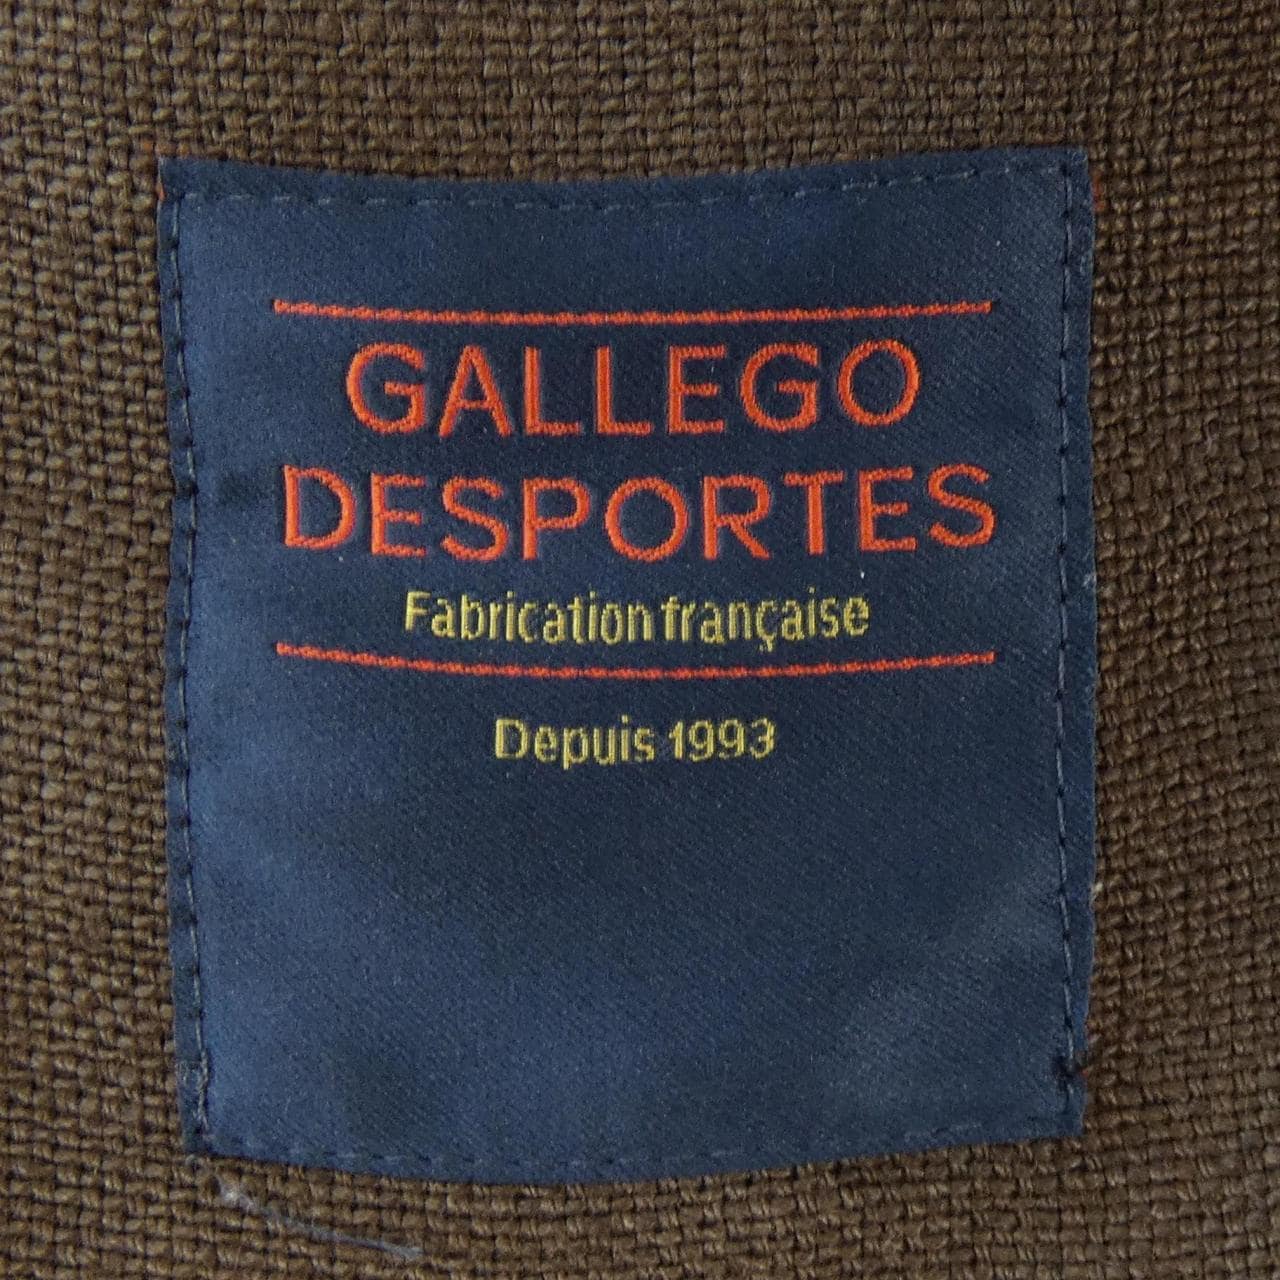 GALLEGO
DESPORTES
Fabrication française
Depuis 1993